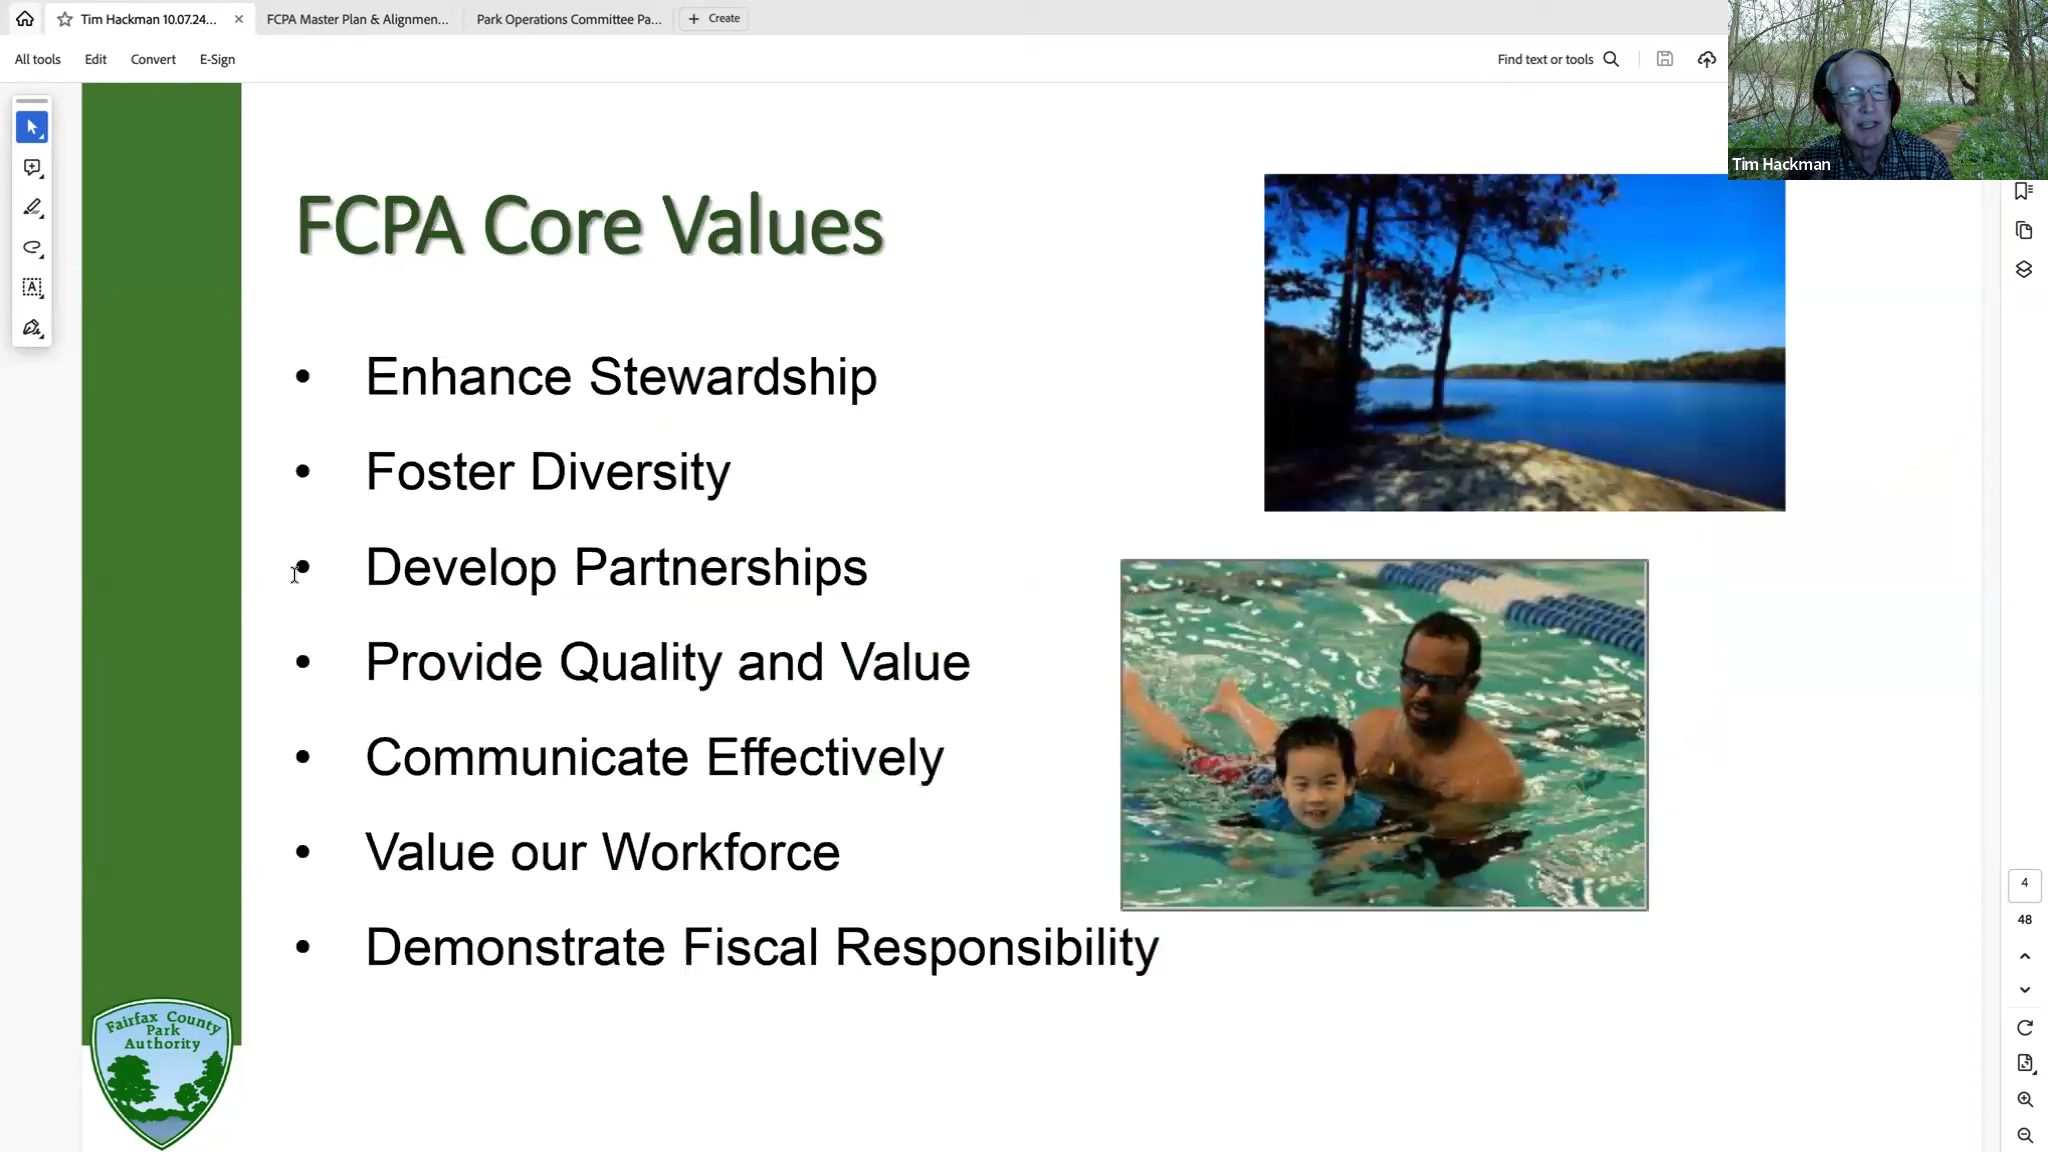 Tim Hackman 10.07.24...
FCPA Master Plan & Alignmen...
Park Operations Committee Pa...
Create
All tools
Edit
Convert
E-Sign
Find text or tools
Tim Hackman
FCPA Core Values
• Enhance Stewardship
• Foster Diversity
• Develop Partnerships
• Provide Quality and Value
• Communicate Effectively
• Value our Workforce
• Demonstrate Fiscal Responsibility
Fairfax County
Park
Authority
4
48